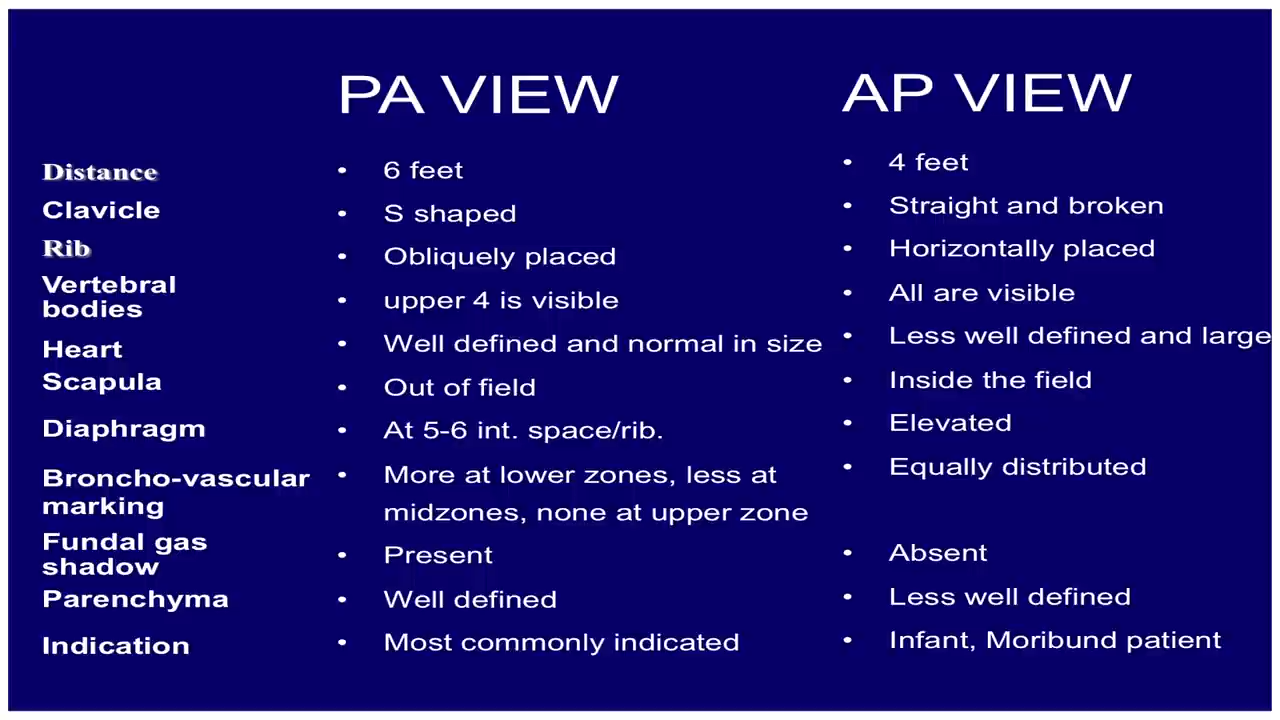 PA VIEW
AP VIEW
Distance
• 6 feet
• 4 feet
Clavicle
• S shaped
• Straight and broken
Rib
• Obliquely placed
• Horizontally placed
Vertebral
bodies
• upper 4 is visible
• All are visible
Heart
• Well defined and normal in size
• Less well defined and large
Scapula
• Out of field
• Inside the field
Diaphragm
• At 5-6 int. space/rib.
• Elevated
Broncho-vascular
marking
• More at lower zones, less at
midzones, none at upper zone
• Equally distributed
Fundal gas
shadow
• Present
• Absent
Parenchyma
• Well defined
• Less well defined
Indication
• Most commonly indicated
• Infant, Moribund patient